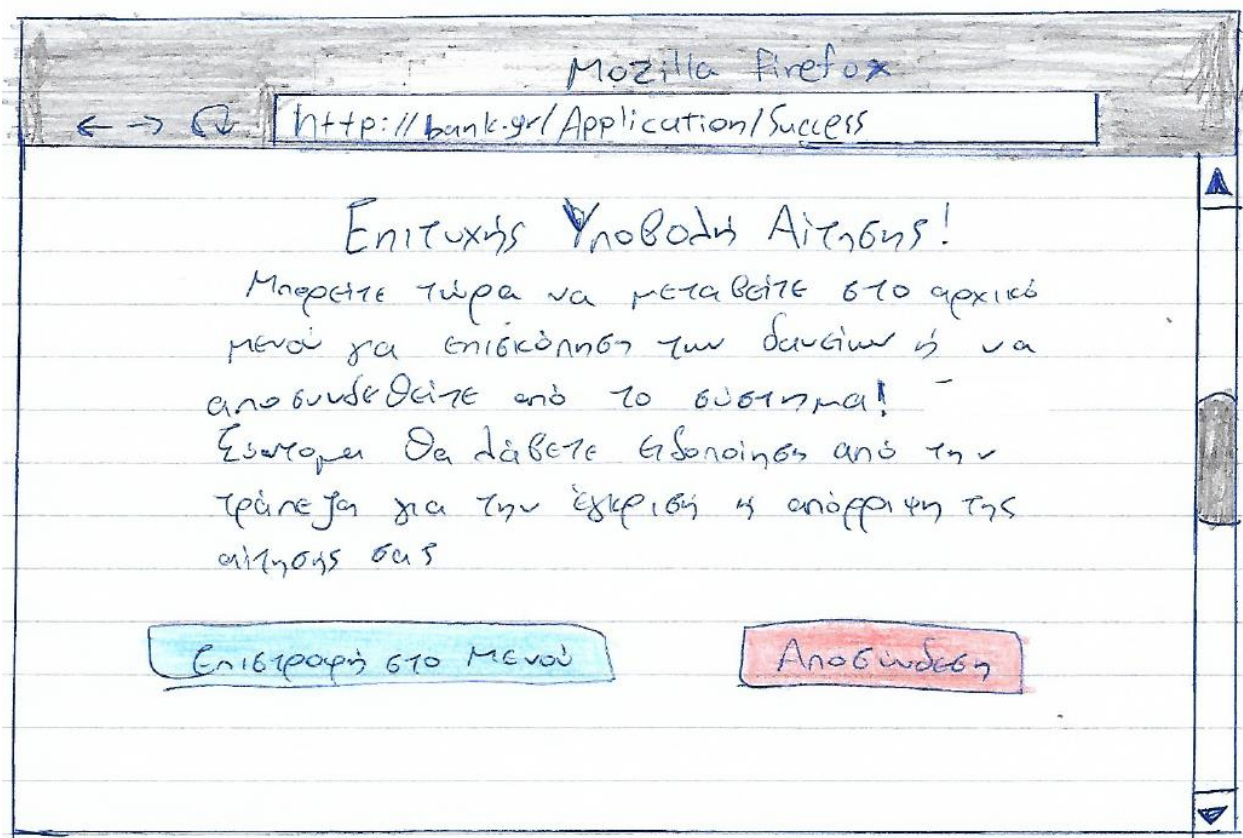 Mozilla Firefox
http://bank.gr/Application/Success
Επιτυχής Υποβολή Αίτησης!
Μπορείτε τώρα να μεταβείτε στο αρχικό
μενού για επισκόπηση των δανείων ή να
αποσυνδεθείτε από το σύστημα!
Σύντομα θα λάβετε ειδοποίηση από την
τράπεζα για την έγκριση ή απόρριψη της
αίτησής σας
Επιστροφή στο Μενού
Αποσύνδεση